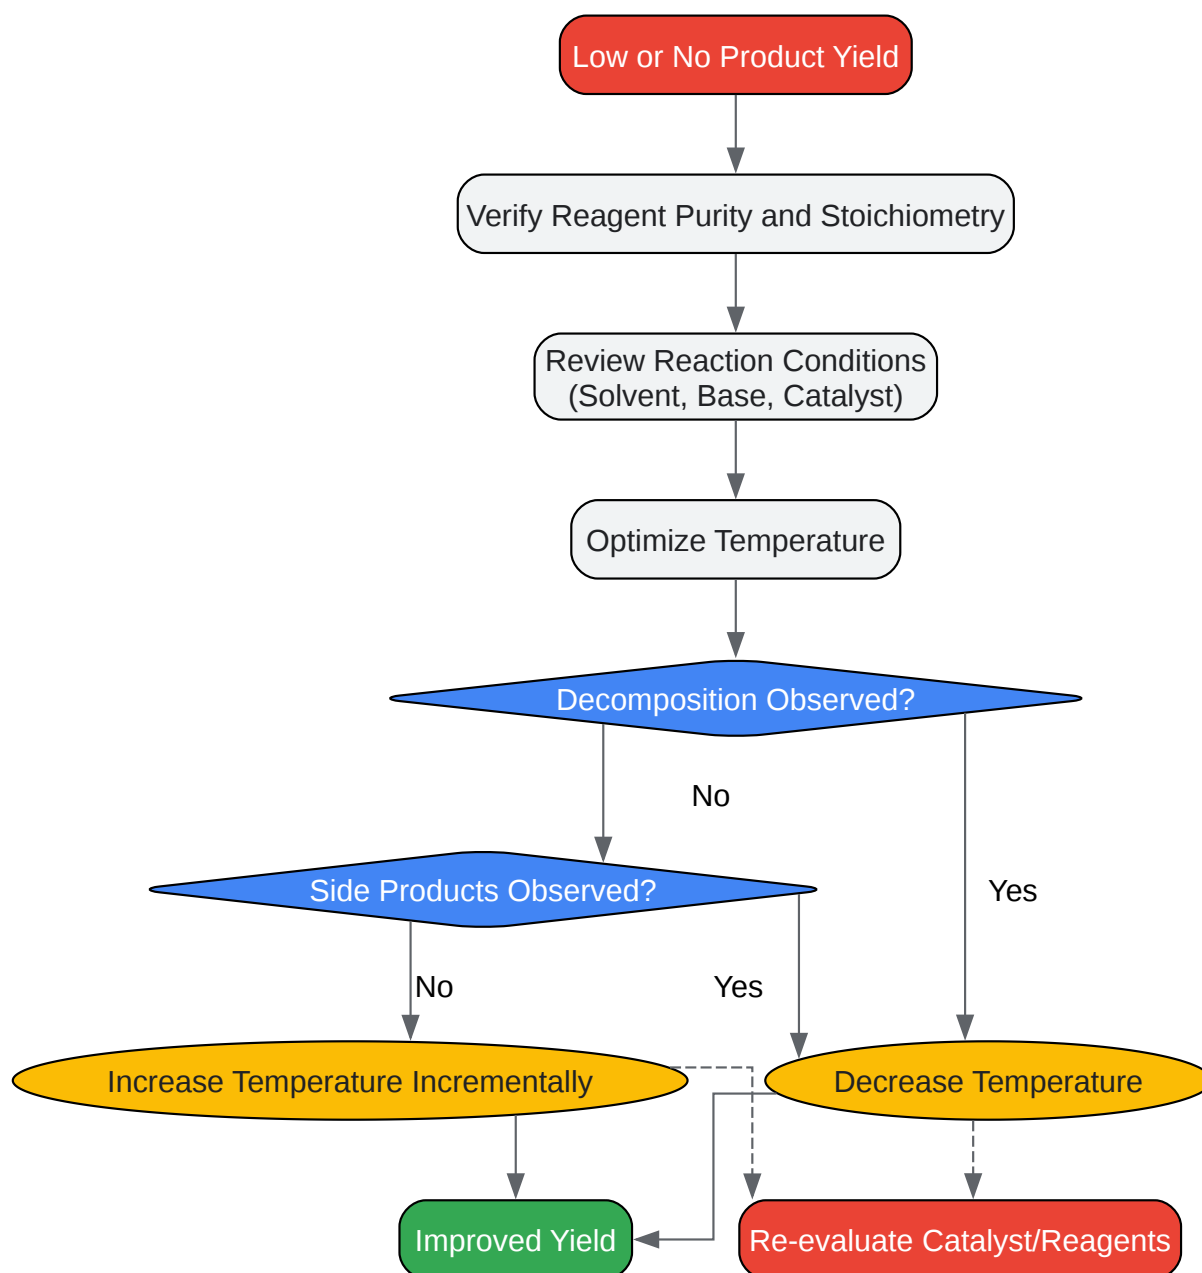 Low or No Product Yield
Verify Reagent Purity and Stoichiometry
Review Reaction Conditions
(Solvent, Base, Catalyst)
Optimize Temperature
Decomposition Observed?
No
Side Products Observed?
Yes
No
Yes
Increase Temperature Incrementally
Decrease Temperature
Improved Yield
Re-evaluate Catalyst/Reagents